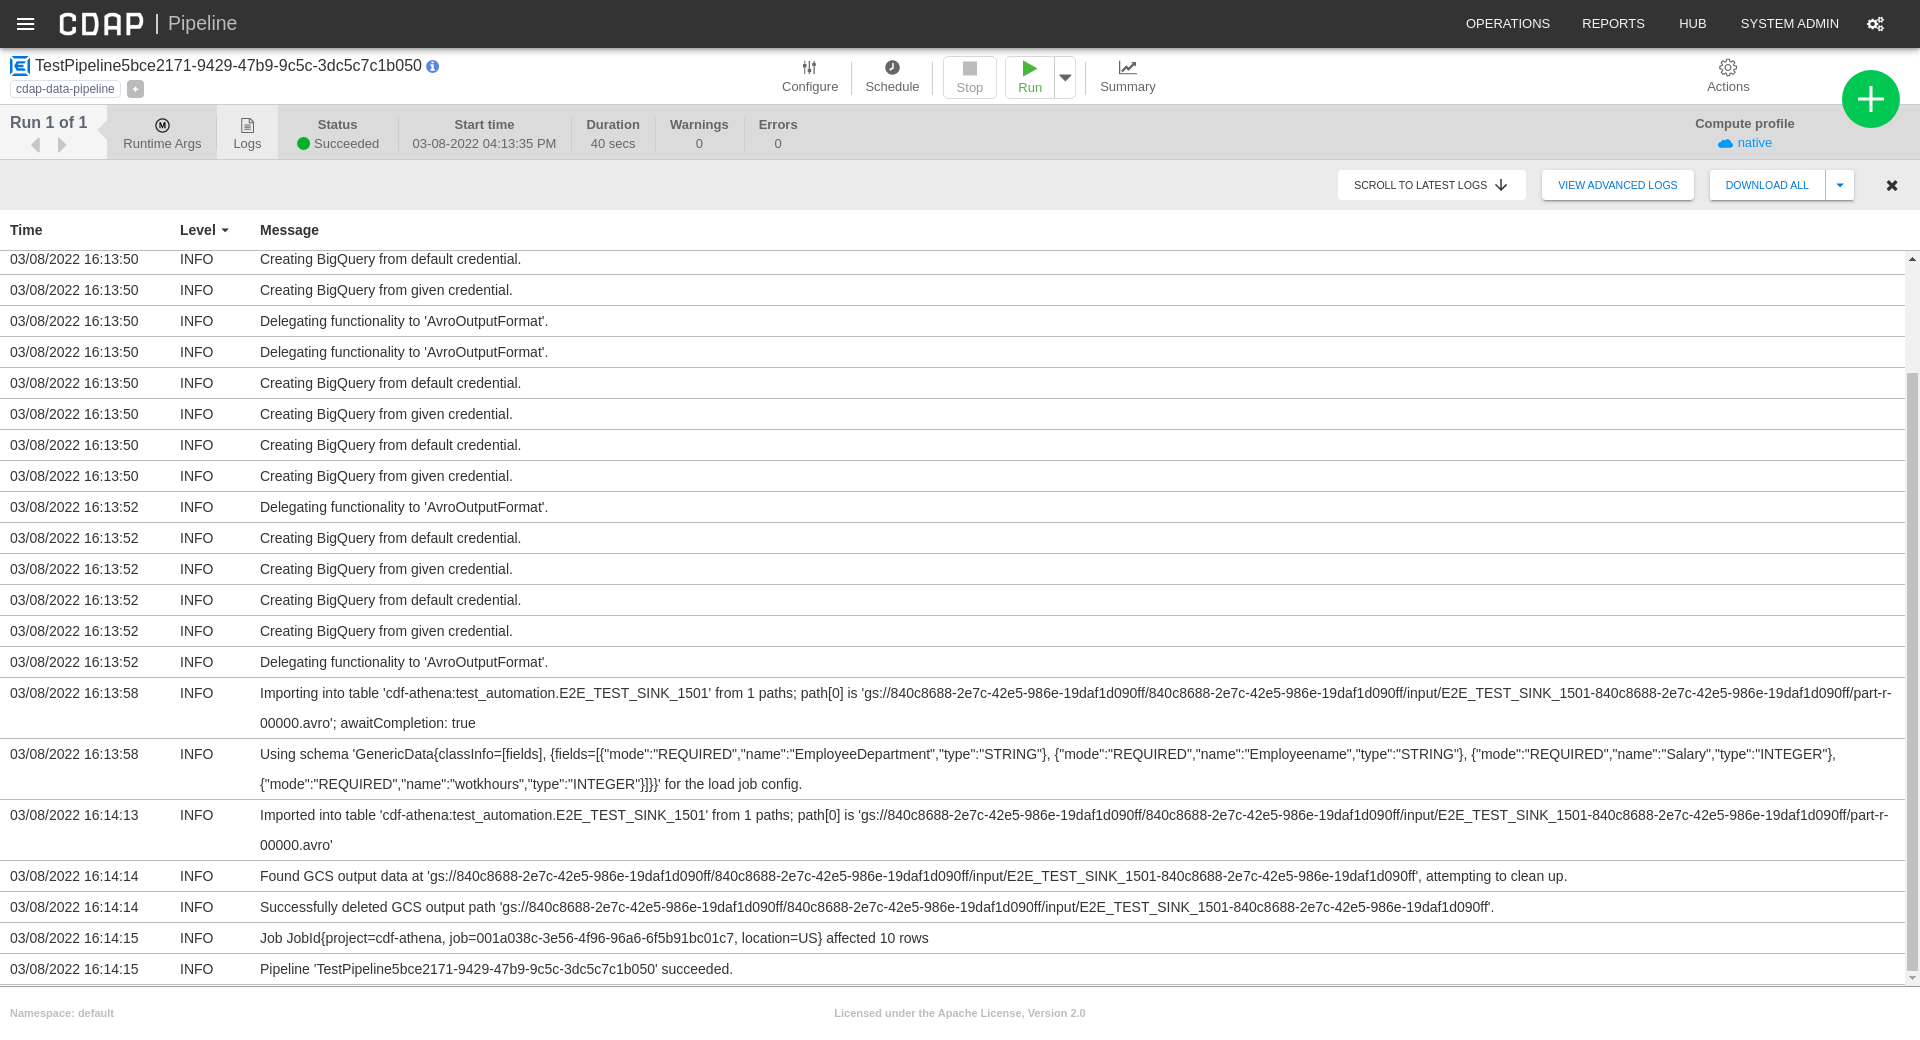 CDAP | Pipeline
OPERATIONS REPORTS HUB SYSTEM ADMIN
TestPipeline5bce2171-9429-47b9-9c5c-3dc5c7c1b050
cdap-data-pipeline +
Configure Schedule Stop Run Summary Actions
Run 1 of 1
Runtime Args
Logs
Status
Succeeded
Start time
03-08-2022 04:13:35 PM
Duration
40 secs
Warnings
0
Errors
0
Compute profile
native
SCROLL TO LATEST LOGS VIEW ADVANCED LOGS DOWNLOAD ALL
Time Level Message
03/08/2022 16:13:50 INFO Creating BigQuery from default credential.
03/08/2022 16:13:50 INFO Creating BigQuery from given credential.
03/08/2022 16:13:50 INFO Delegating functionality to 'AvroOutputFormat'.
03/08/2022 16:13:50 INFO Delegating functionality to 'AvroOutputFormat'.
03/08/2022 16:13:50 INFO Creating BigQuery from default credential.
03/08/2022 16:13:50 INFO Creating BigQuery from given credential.
03/08/2022 16:13:50 INFO Creating BigQuery from default credential.
03/08/2022 16:13:50 INFO Creating BigQuery from given credential.
03/08/2022 16:13:52 INFO Delegating functionality to 'AvroOutputFormat'.
03/08/2022 16:13:52 INFO Creating BigQuery from default credential.
03/08/2022 16:13:52 INFO Creating BigQuery from given credential.
03/08/2022 16:13:52 INFO Creating BigQuery from default credential.
03/08/2022 16:13:52 INFO Creating BigQuery from given credential.
03/08/2022 16:13:52 INFO Delegating functionality to 'AvroOutputFormat'.
03/08/2022 16:13:58 INFO Importing into table 'cdf-athena:test_automation.E2E_TEST_SINK_1501' from 1 paths; path[0] is 'gs://840c8688-2e7c-42e5-986e-19daf1d090ff/840c8688-2e7c-42e5-986e-19daf1d090ff/input/E2E_TEST_SINK_1501-840c8688-2e7c-42e5-986e-19daf1d090ff/part-r-
00000.avro'; awaitCompletion: true
03/08/2022 16:13:58 INFO Using schema 'GenericData{classInfo=[fields], {fields=[{"mode":"REQUIRED","name":"EmployeeDepartment","type":"STRING"}, {"mode":"REQUIRED","name":"Employeename","type":"STRING"}, {"mode":"REQUIRED","name":"Salary","type":"INTEGER"},
{"mode":"REQUIRED","name":"wotkhours","type":"INTEGER"}]}}' for the load job config.
03/08/2022 16:14:13 INFO Imported into table 'cdf-athena:test_automation.E2E_TEST_SINK_1501' from 1 paths; path[0] is 'gs://840c8688-2e7c-42e5-986e-19daf1d090ff/840c8688-2e7c-42e5-986e-19daf1d090ff/input/E2E_TEST_SINK_1501-840c8688-2e7c-42e5-986e-19daf1d090ff/part-r-
00000.avro'
03/08/2022 16:14:14 INFO Found GCS output data at 'gs://840c8688-2e7c-42e5-986e-19daf1d090ff/840c8688-2e7c-42e5-986e-19daf1d090ff/input/E2E_TEST_SINK_1501-840c8688-2e7c-42e5-986e-19daf1d090ff', attempting to clean up.
03/08/2022 16:14:14 INFO Successfully deleted GCS output path 'gs://840c8688-2e7c-42e5-986e-19daf1d090ff/840c8688-2e7c-42e5-986e-19daf1d090ff/input/E2E_TEST_SINK_1501-840c8688-2e7c-42e5-986e-19daf1d090ff'.
03/08/2022 16:14:15 INFO Job JobId{project=cdf-athena, job=001a038c-3e56-4f96-96a6-6f5b91bc01c7, location=US} affected 10 rows
03/08/2022 16:14:15 INFO Pipeline 'TestPipeline5bce2171-9429-47b9-9c5c-3dc5c7c1b050' succeeded.
Namespace: default Licensed under the Apache License, Version 2.0